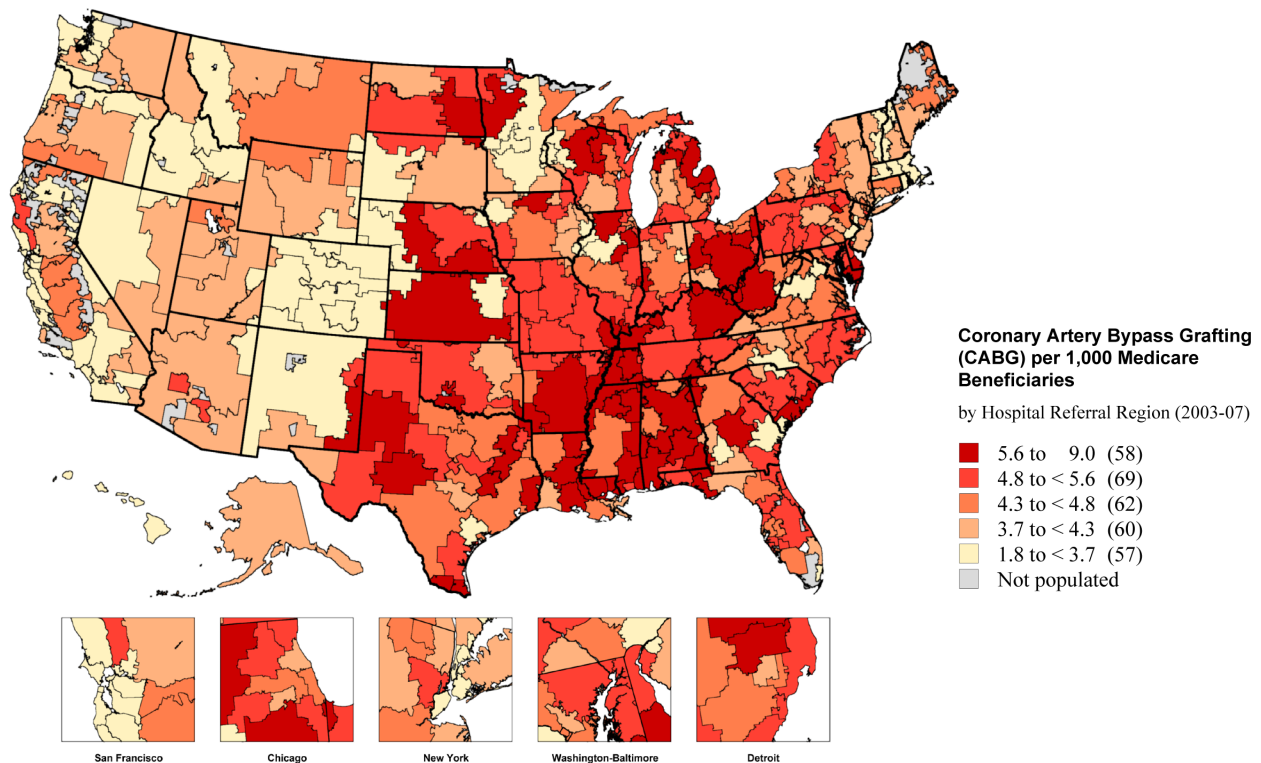 Coronary Artery Bypass Grafting
(CABG) per 1,000 Medicare
Beneficiaries
by Hospital Referral Region (2003-07)
5.6 to 9.0 (58)
4.8 to < 5.6 (69)
4.3 to < 4.8 (62)
3.7 to < 4.3 (60)
1.8 to < 3.7 (57)
Not populated
San Francisco
Chicago
New York
Washington-Baltimore
Detroit